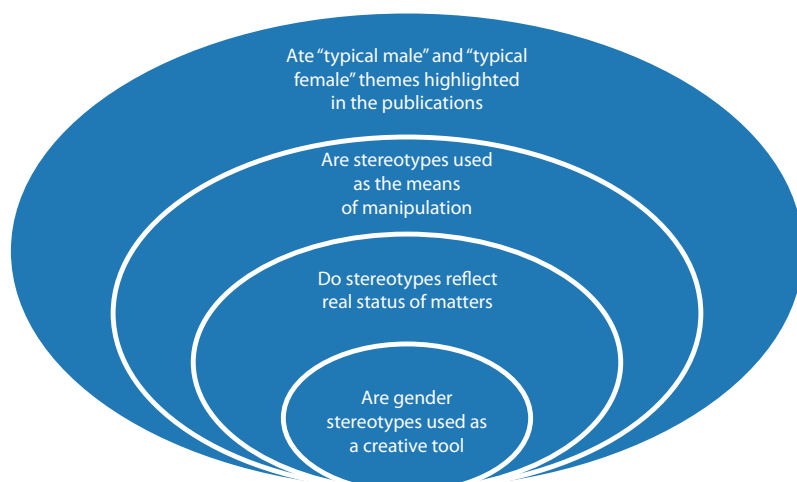 Ate “typical male” and “typical
female” themes highlighted
in the publications
Are stereotypes used
as the means
of manipulation
Do stereotypes reflect
real status of matters
Are gender
stereotypes used as
a creative tool